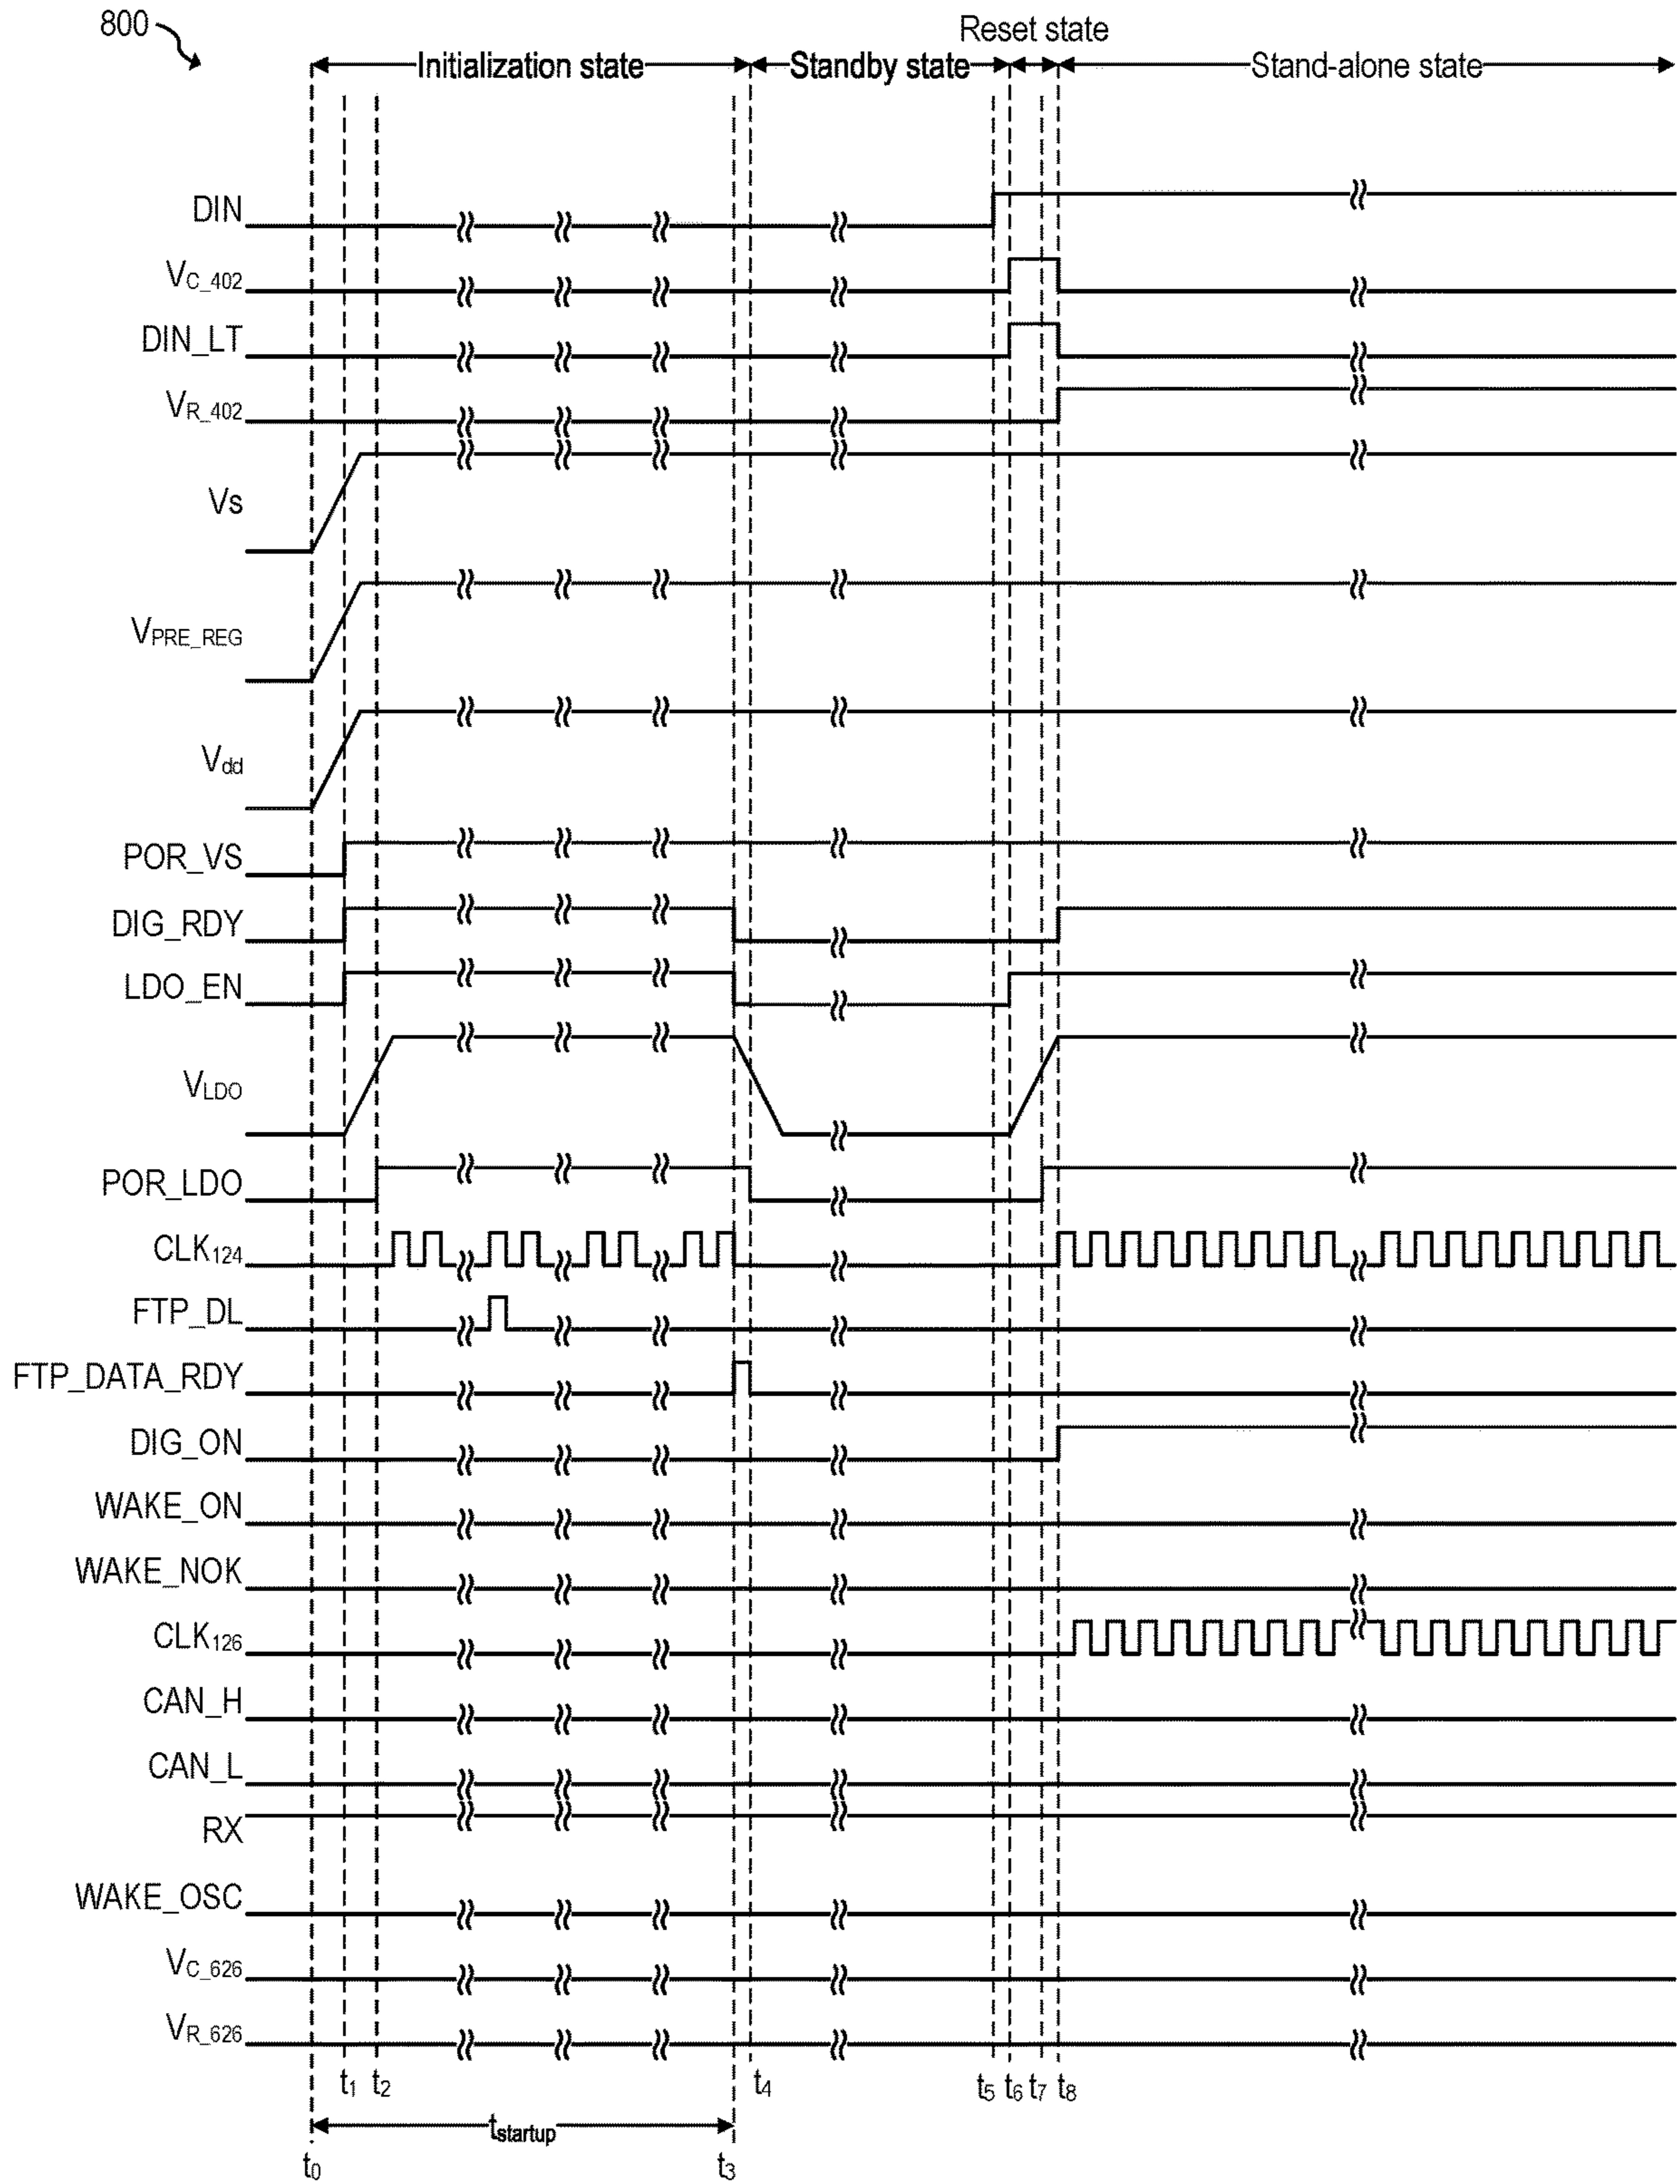 800
Reset state
Initialization state
Standby state
Stand-alone state
DIN
VC_402
DIN_LT
VR_402
Vs
VPRE_REG
Vdd
POR_VS
DIG_RDY
LDO_EN
VLDO
POR_LDO
CLK124
FTP_DL
FTP_DATA_RDY
DIG_ON
WAKE_ON
WAKE_NOK
CLK126
CAN_H
CAN_L
RX
WAKE_OSC
VC_626
VR_626
t1 t2 t4 t5 t6 t7 t8
tstartup
t0 t3